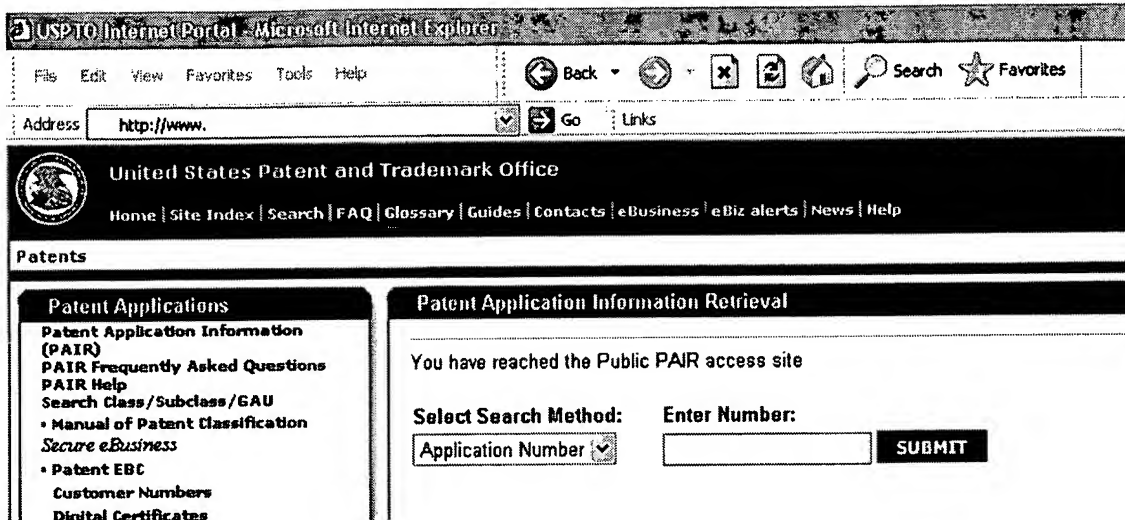 USPTO Internet Portal - Microsoft Internet Explorer
File Edit View Favorites Tools Help
Back Search Favorites
Address http://www. Go Links
United States Patent and Trademark Office
Home | Site Index | Search | FAQ | Glossary | Guides | Contacts | eBusiness | eBiz alerts | News | Help
Patents
Patent Applications
Patent Application Information
(PAIR)
PAIR Frequently Asked Questions
PAIR Help
Search Class/Subclass/GAU
• Manual of Patent Classification
Secure eBusiness
• Patent EBC
Customer Numbers
Digital Certificates
Patent Application Information Retrieval
You have reached the Public PAIR access site
Select Search Method: Enter Number:
Application Number SUBMIT